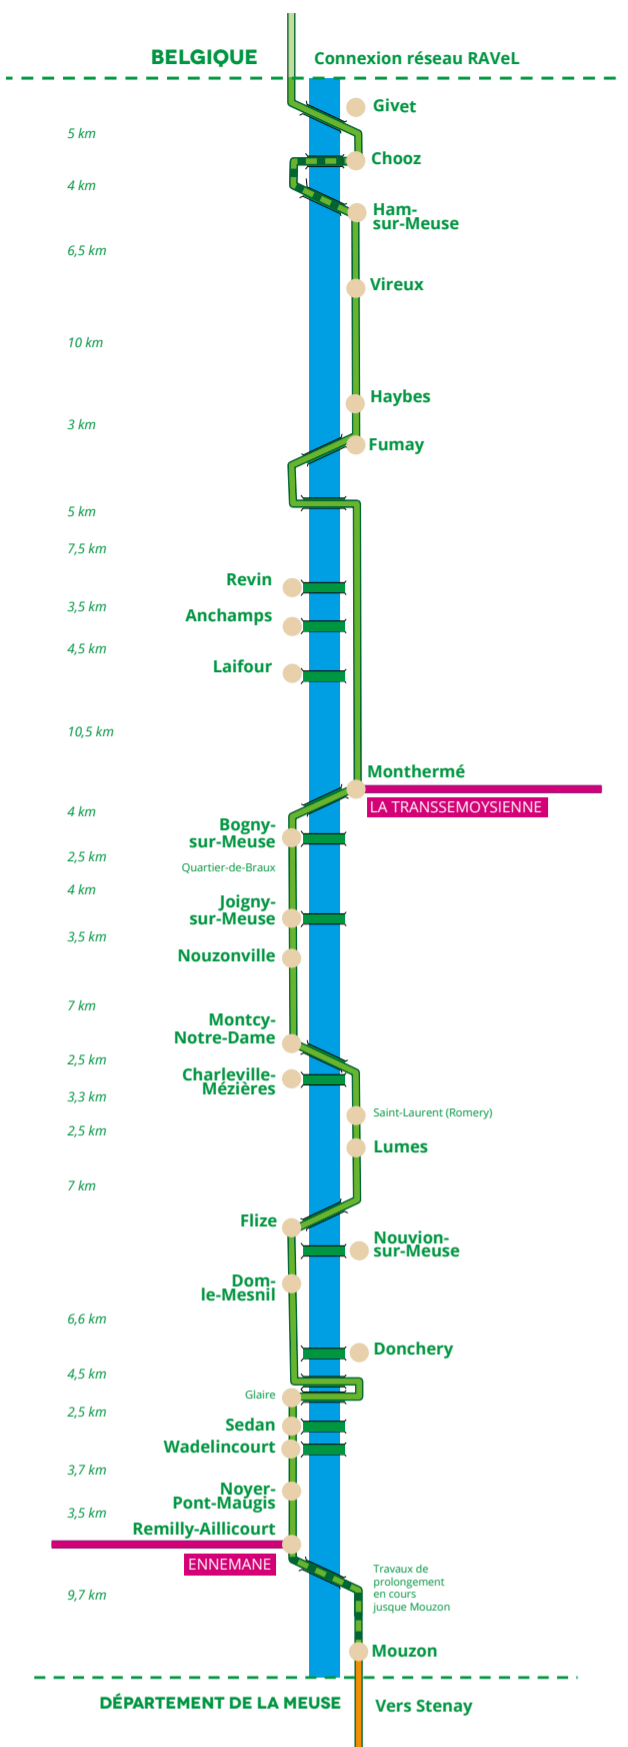 BELGIQUE
Connexion réseau RAVeL
Givet
5 km
Chooz
4 km
Ham-
sur-Meuse
6,5 km
Vireux
10 km
Haybes
3 km
Fumay
5 km
7,5 km
Revin
3,5 km
Anchamps
4,5 km
Laifour
10,5 km
Monthermé
LA TRANSSEMOYSIENNE
4 km
Bogny-
sur-Meuse
2,5 km
Quartier-de-Braux
4 km
Joigny-
sur-Meuse
3,5 km
Nouzonville
7 km
Montcy-
Notre-Dame
2,5 km
Charleville-
Mézières
3,3 km
Saint-Laurent (Romery)
2,5 km
Lumes
7 km
Flize
Nouvion-
sur-Meuse
Dom-
le-Mesnil
6,6 km
Donchery
4,5 km
Glaire
2,5 km
Sedan
Wadelincourt
3,7 km
Noyer-
Pont-Maugis
3,5 km
Remilly-Aillicourt
ENNEMANE
Travaux de
prolongement
en cours
jusque Mouzon
9,7 km
Mouzon
DÉPARTEMENT DE LA MEUSE
Vers Stenay